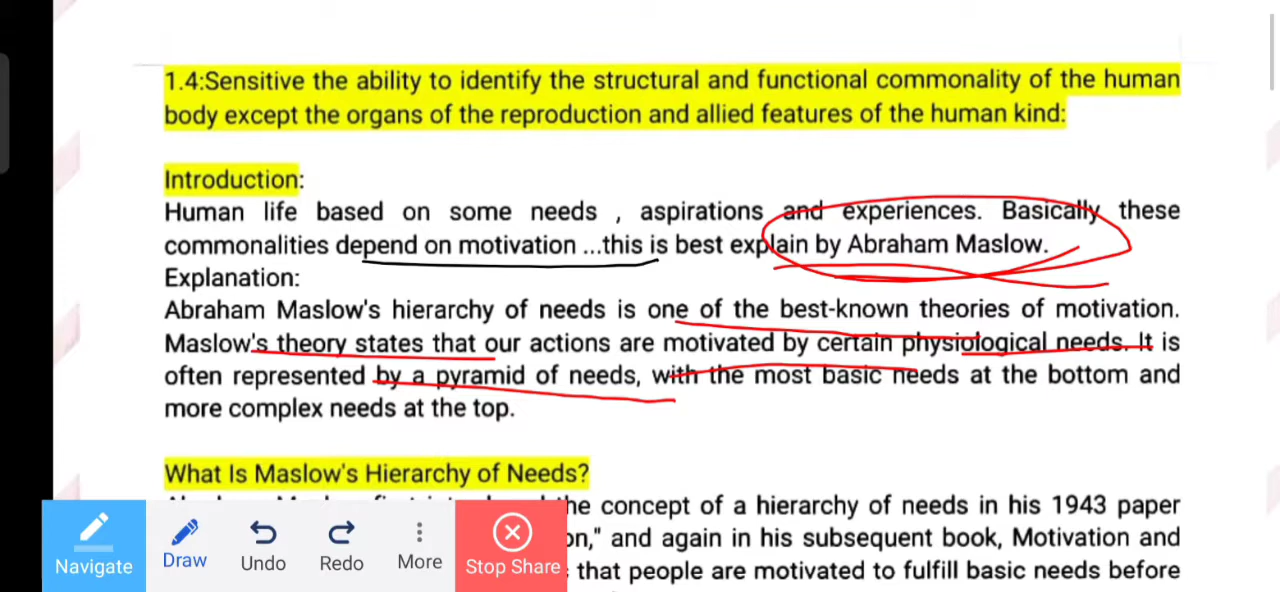 1.4:Sensitive the ability to identify the structural and functional commonality of the human
body except the organs of the reproduction and allied features of the human kind:
Introduction:
Human life based on some needs , aspirations and experiences. Basically these
commonalities depend on motivation ...this is best explain by Abraham Maslow.
Explanation:
Abraham Maslow's hierarchy of needs is one of the best-known theories of motivation.
Maslow's theory states that our actions are motivated by certain physiological needs. It is
often represented by a pyramid of needs, with the most basic needs at the bottom and
more complex needs at the top.
What Is Maslow's Hierarchy of Needs?
the concept of a hierarchy of needs in his 1943 paper
on," and again in his subsequent book, Motivation and
that people are motivated to fulfill basic needs before
Navigate Draw Undo Redo More Stop Share